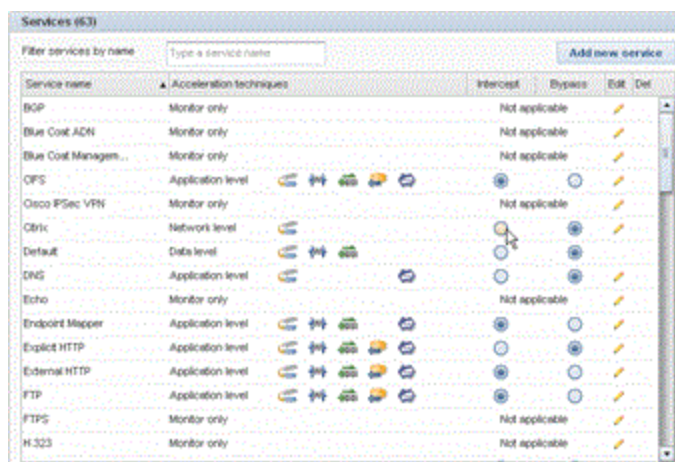 Services (63)
Filter services by name Type a service name Add new service
Service name Acceleration techniques Intercept Bypass Edit Del
BGP Monitor only Not applicable
Blue Coat ADN Monitor only Not applicable
Blue Coat Managem... Monitor only Not applicable
CIFS Application level
Cisco IPSec VPN Monitor only Not applicable
Citrix Network level
Default Data level
DNS Application level
Echo Monitor only Not applicable
Endpoint Mapper Application level
Explicit HTTP Application level
External HTTP Application level
FTP Application level
FTPS Monitor only Not applicable
H.323 Monitor only Not applicable